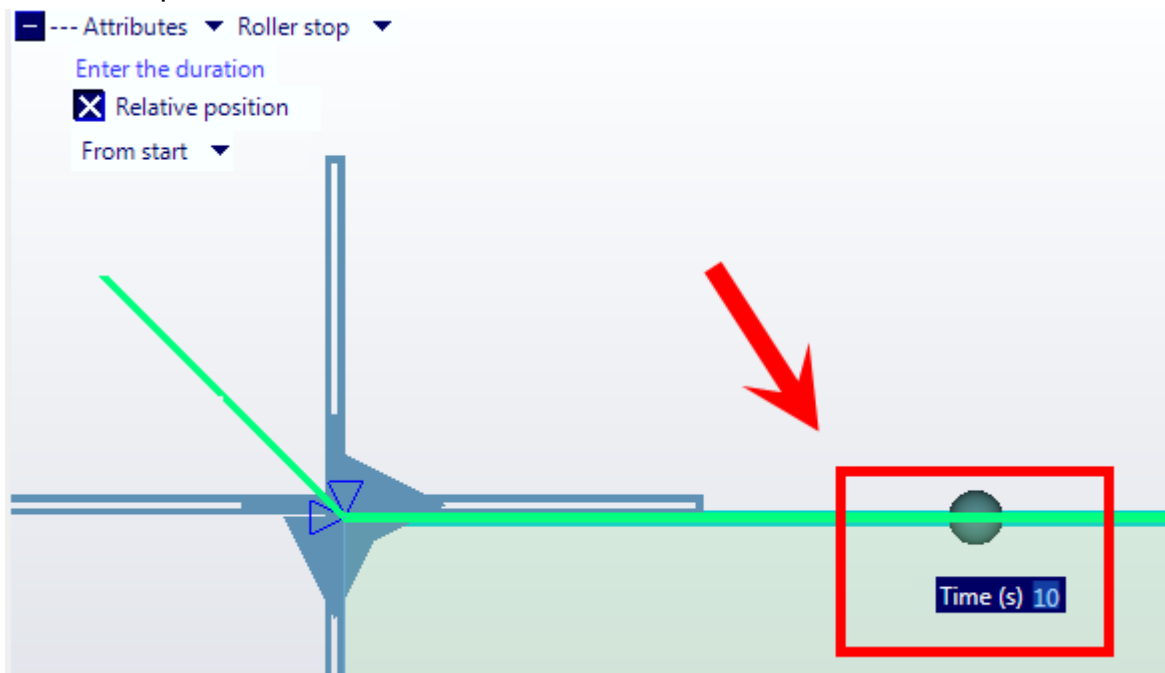 --- Attributes Roller stop
Enter the duration
Relative position
From start
Time (s) 10